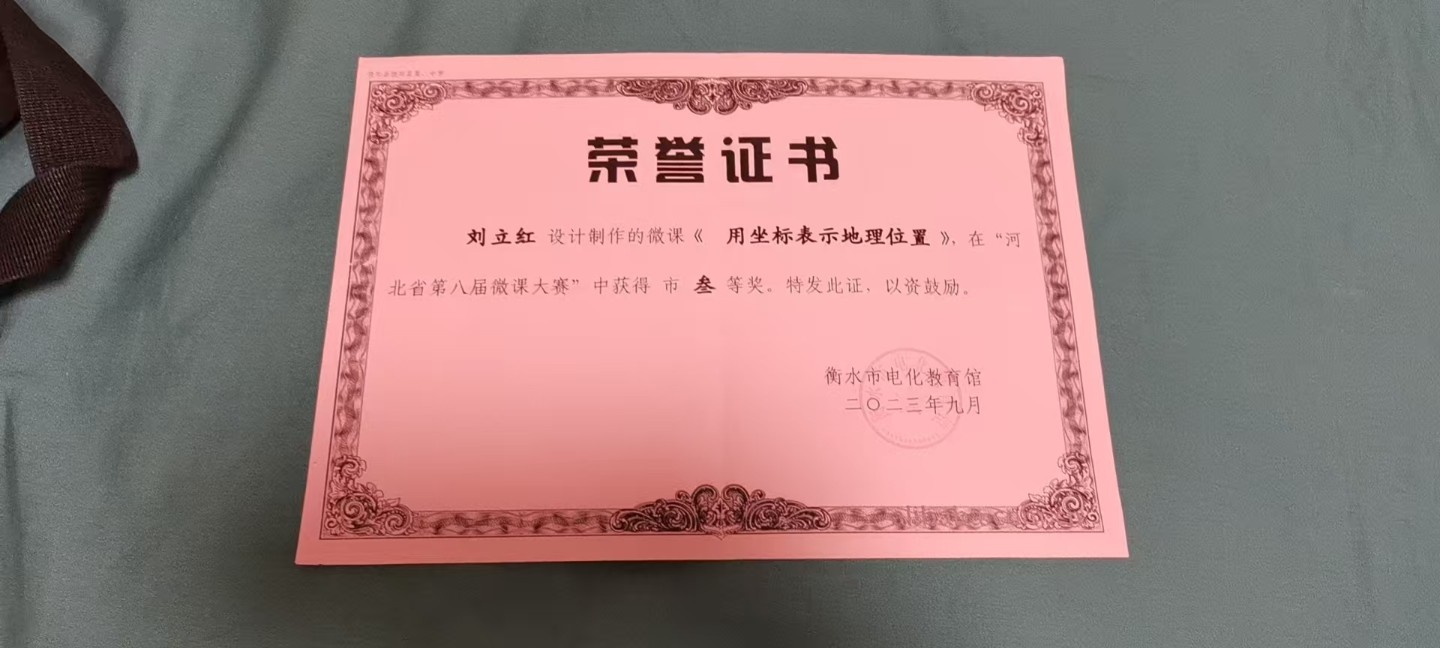 荣誉证书
刘立红 设计制作的微课《 用坐标表示地理位置 》，在“河
北省第八届微课大赛”中获得 市 叁 等奖。特发此证，以资鼓励。
衡水市电化教育馆
二〇二三年九月